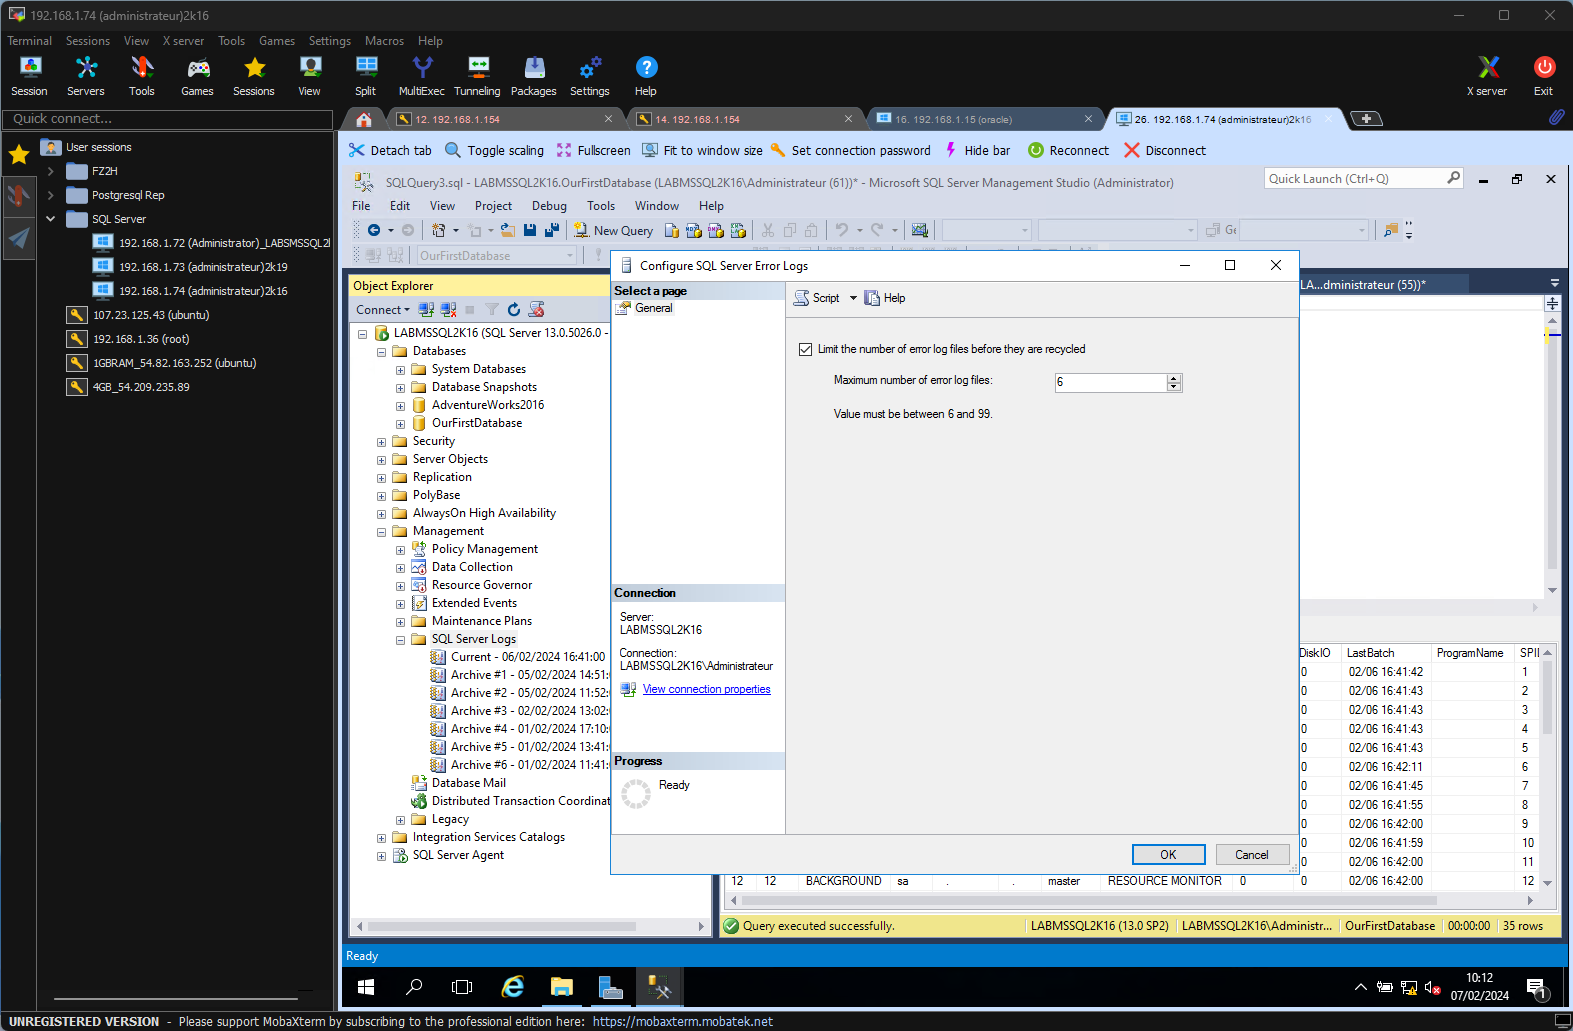 192.168.1.74 (administrateur)2k16
Terminal Sessions View X server Tools Games Settings Macros Help
Session Servers Tools Games Sessions View Split MultiExec Tunneling Packages Settings Help X server Exit
Quick connect...
12. 192.168.1.154
14. 192.168.1.154
16. 192.168.1.15 (oracle)
26. 192.168.1.74 (administrateur)2k16
User sessions
FZ2H
Postgresql Rep
SQL Server
192.168.1.72 (Administrator)_LABSMSSQL2
192.168.1.73 (administrateur)2k19
192.168.1.74 (administrateur)2k16
107.23.125.43 (ubuntu)
192.168.1.36 (root)
1GBRAM_54.82.163.252 (ubuntu)
4GB_54.209.235.89
Detach tab Toggle scaling Fullscreen Fit to window size Set connection password Hide bar Reconnect Disconnect
SQLQuery3.sql - LABMSSQL2K16.OurFirstDatabase (LABMSSQL2K16\Administrateur (61))* - Microsoft SQL Server Management Studio (Administrator)
Quick Launch (Ctrl+Q)
File Edit View Project Debug Tools Window Help
New Query
MDX DMX XMLA
Ge
OurFirstDatabase
Object Explorer
Connect
LABMSSQL2K16 (SQL Server 13.0.5026.0 -
Databases
System Databases
Database Snapshots
AdventureWorks2016
OurFirstDatabase
Security
Server Objects
Replication
PolyBase
AlwaysOn High Availability
Management
Policy Management
Data Collection
Resource Governor
Extended Events
Maintenance Plans
SQL Server Logs
Current - 06/02/2024 16:41:00
Archive #1 - 05/02/2024 14:51:
Archive #2 - 05/02/2024 11:52:
Archive #3 - 02/02/2024 13:02:
Archive #4 - 01/02/2024 17:10:
Archive #5 - 01/02/2024 13:41:
Archive #6 - 01/02/2024 11:41:
Database Mail
Distributed Transaction Coordinat
Legacy
Integration Services Catalogs
SQL Server Agent
Configure SQL Server Error Logs
Select a page
General
Script Help
Limit the number of error log files before they are recycled
Maximum number of error log files: 6
Value must be between 6 and 99.
Connection
Server:
LABMSSQL2K16
Connection:
LABMSSQL2K16\Administrateur
View connection properties
Progress
Ready
OK Cancel
LA...dministrateur (55))*
DiskIO LastBatch ProgramName SPI
0 02/06 16:41:42 1
0 02/06 16:41:43 2
0 02/06 16:41:43 3
0 02/06 16:41:43 4
0 02/06 16:41:43 5
0 02/06 16:42:11 6
0 02/06 16:41:45 7
0 02/06 16:41:55 8
0 02/06 16:42:00 9
0 02/06 16:41:59 10
0 02/06 16:42:00 11
12 12 BACKGROUND sa . . master RESOURCE MONITOR 0 0 02/06 16:42:00 12
Query executed successfully. LABMSSQL2K16 (13.0 SP2) LABMSSQL2K16\Administr... OurFirstDatabase 00:00:00 35 rows
Ready
10:12
07/02/2024
1
UNREGISTERED VERSION - Please support MobaXterm by subscribing to the professional edition here: https://mobaxterm.mobatek.net